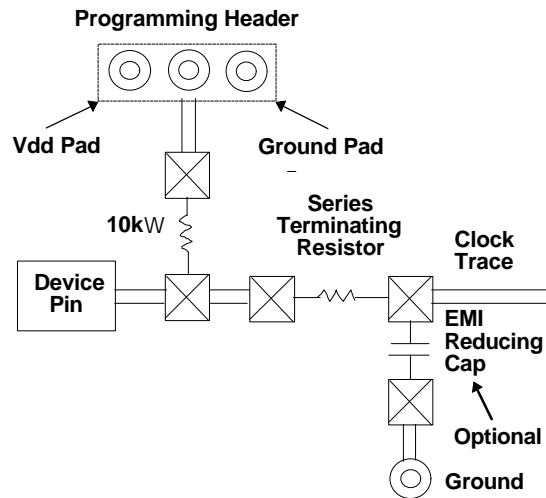 Programming Header
Vdd Pad
Ground Pad
10kW
Series
Terminating
Resistor
Clock
Trace
Device
Pin
EMI
Reducing
Cap
Optional
Ground